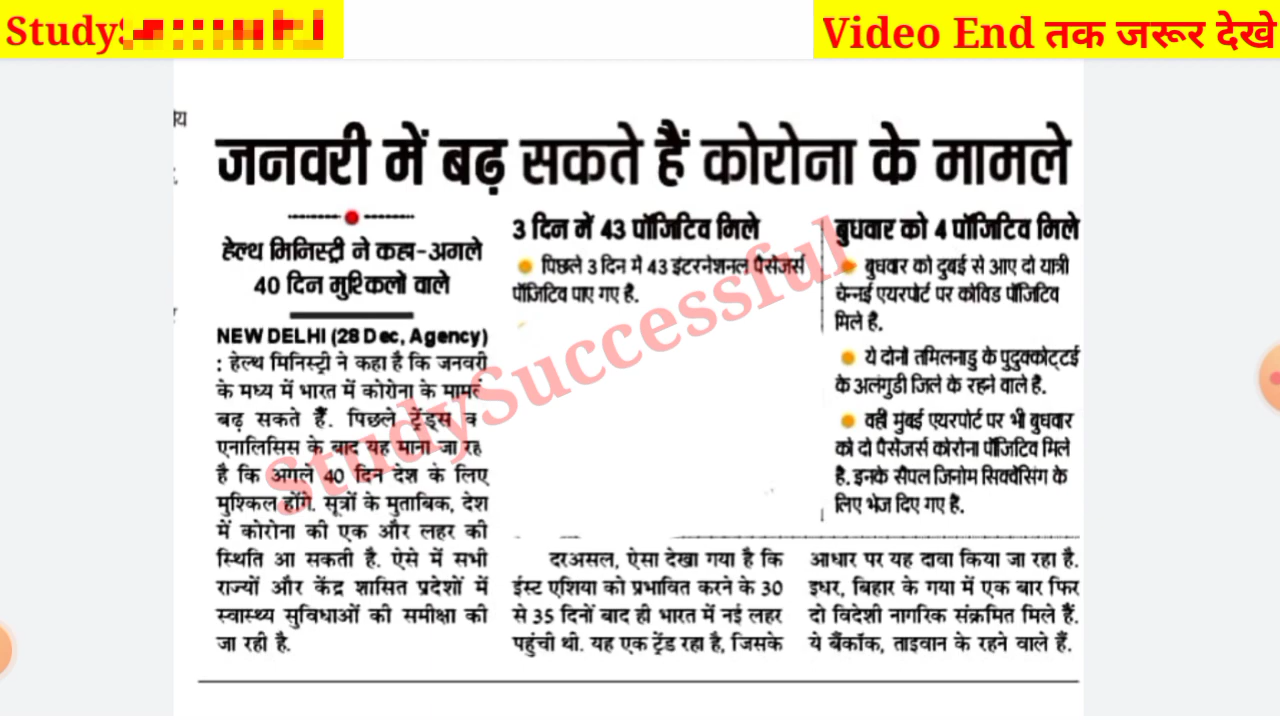 Study
Video End तक जरूर देखे
जनवरी में बढ़ सकते हैं कोरोना के मामले
हेल्थ मिनिस्ट्री ने कहा-अगले
40 दिन मुश्किलों वाले
NEW DELHI (28 Dec, Agency)
: हेल्थ मिनिस्ट्री ने कहा है कि जनवरी
के मध्य में भारत में कोरोना के मामले
बढ़ सकते हैं. पिछले ट्रेंड्स
एनालिसिस के बाद यह माना जा रह
है कि अगले 40 दिन देश के लिए
मुश्किल होंगे. सूत्रों के मुताबिक, देश
में कोरोना की एक और लहर की
स्थिति आ सकती है. ऐसे में सभी
राज्यों और केंद्र शासित प्रदेशों में
स्वास्थ्य सुविधाओं की समीक्षा की
जा रही है.
3 दिन में 43 पॉजिटिव मिले
पिछले 3 दिन में 43 इंटरनेशनल पैसेंजर्स
पॉजिटिव पाए गए है.
बुधवार को 4 पॉजिटिव मिले
बुधवार को दुबई से आए दो यात्री
चेन्नई एयरपोर्ट पर कोविड पॉजिटिव
मिले है.
ये दोनों तमिलनाडु के पुदुक्कोट्टई
के अलंगुडी जिले के रहने वाले है.
वही मुंबई एयरपोर्ट पर भी बुधवार
को दो पैसेंजर्स कोरोना पॉजिटिव मिले
है. इनके सैंपल जिनोम सिक्वेंसिंग के
लिए भेज दिए गए है.
दरअसल, ऐसा देखा गया है कि
ईस्ट एशिया को प्रभावित करने के 30
से 35 दिनों बाद ही भारत में नई लहर
पहुंची थी. यह एक ट्रेंड रहा है, जिसके
आधार पर यह दावा किया जा रहा है.
इधर, बिहार के गया में एक बार फिर
दो विदेशी नागरिक संक्रमित मिले हैं.
ये बैंकॉक, ताइवान के रहने वाले हैं.
StudySuccessful